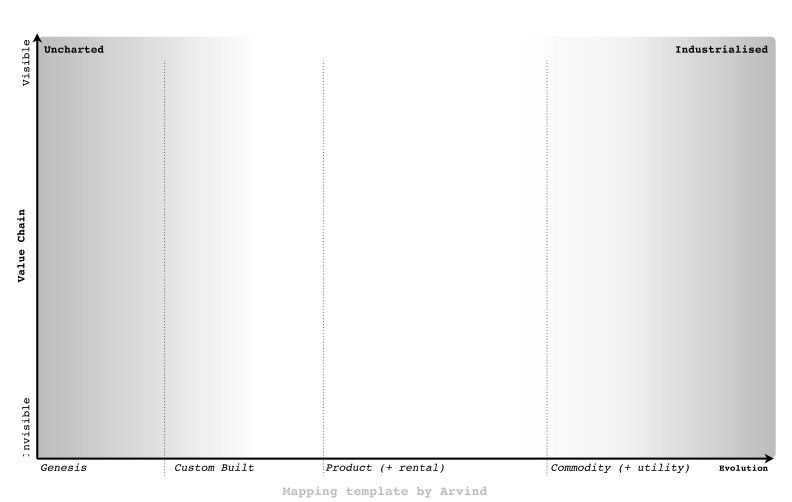 Visible
Uncharted
Industrialised
Value Chain
Invisible
Genesis
Custom Built
Product (+ rental)
Commodity (+ utility)
Evolution
Mapping template by Arvind